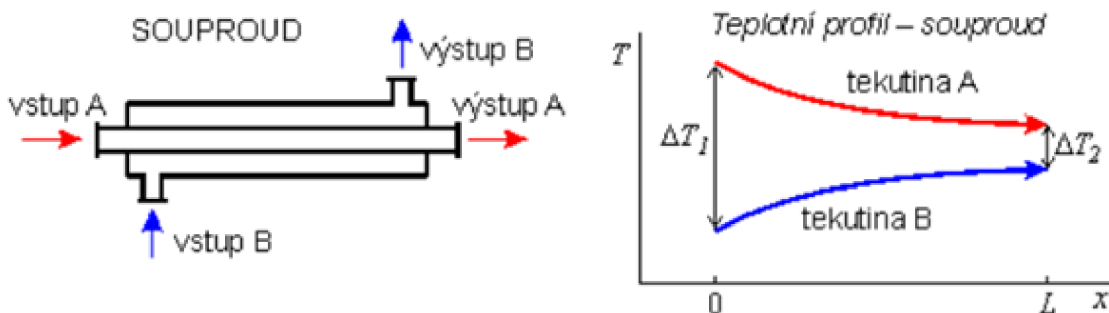 SOUPROUD
výstup B
vstup A
výstup A
vstup B
Teplotní profil – souproud
T
tekutina A
ΔT1
ΔT2
tekutina B
0
L
x